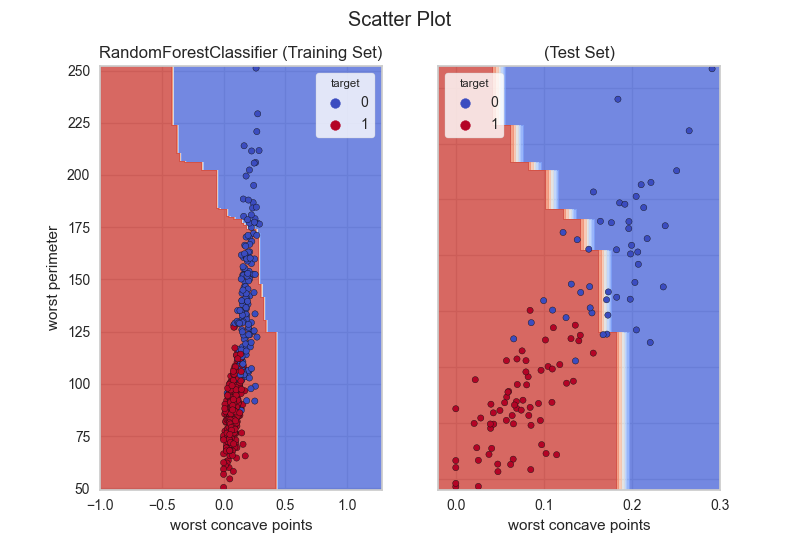 Scatter Plot
RandomForestClassifier (Training Set)
(Test Set)
target
0
1
target
0
1
250
225
200
175
150
125
100
75
50
worst perimeter
−1.0 −0.5 0.0 0.5 1.0
0.0 0.1 0.2 0.3
worst concave points
worst concave points